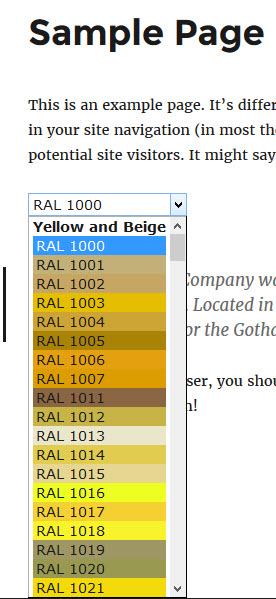 Sample Page
This is an example page. It's differ
in your site navigation (in most the
potential site visitors. It might say
RAL 1000
Yellow and Beige
RAL 1000
RAL 1001
RAL 1002
RAL 1003
RAL 1004
RAL 1005
RAL 1006
RAL 1007
RAL 1011
RAL 1012
RAL 1013
RAL 1014
RAL 1015
RAL 1016
RAL 1017
RAL 1018
RAL 1019
RAL 1020
RAL 1021
Company wa
. Located in
or the Gotha
ser, you shou
n!